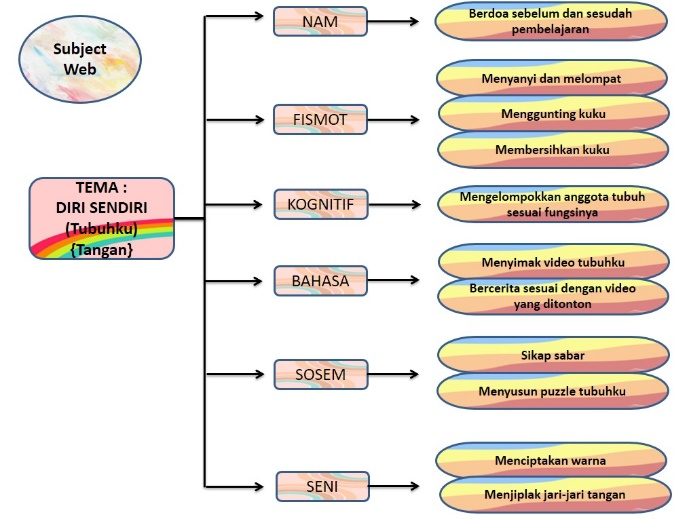 Subject
Web
TEMA :
DIRI SENDIRI
(Tubuhku)
{Tangan}
NAM
Berdoa sebelum dan sesudah
pembelajaran
FISMOT
Menyanyi dan melompat
Menggunting kuku
Membersihkan kuku
KOGNITIF
Mengelompokkan anggota tubuh
sesuai fungsinya
BAHASA
Menyimak video tubuhku
Bercerita sesuai dengan video
yang ditonton
SOSEM
Sikap sabar
Menyusun puzzle tubuhku
SENI
Menciptakan warna
Menjiplak jari-jari tangan